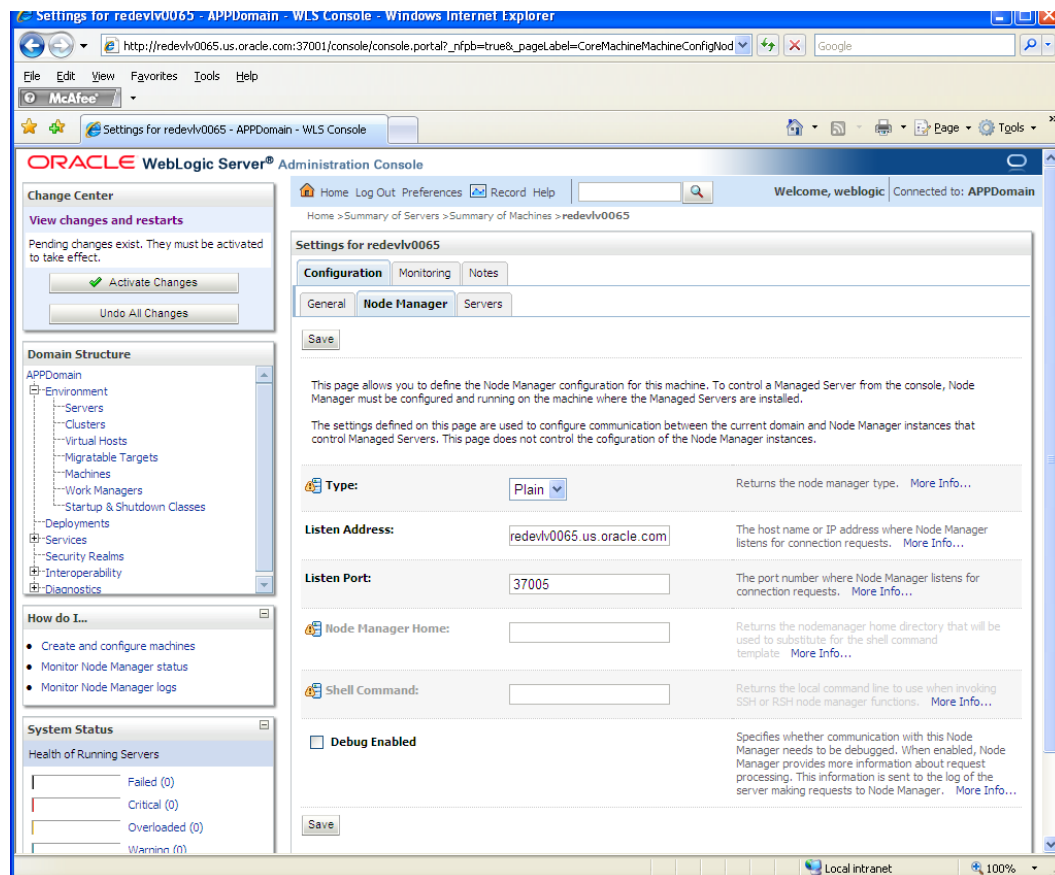 Settings for redevlv0065 - APPDomain - WLS Console - Windows Internet Explorer
http://redevlv0065.us.oracle.com:37001/console/console.portal?_nfpb=true&_pageLabel=CoreMachineMachineConfigNod
Google
File Edit View Favorites Tools Help
McAfee
Settings for redevlv0065 - APPDomain - WLS Console
Page Tools
ORACLE WebLogic Server® Administration Console
Change Center
View changes and restarts
Pending changes exist. They must be activated
to take effect.
Activate Changes
Undo All Changes
Domain Structure
APPDomain
Environment
Servers
Clusters
Virtual Hosts
Migratable Targets
Machines
Work Managers
Startup & Shutdown Classes
Deployments
Services
Security Realms
Interoperability
Diagnostics
How do I...
Create and configure machines
Monitor Node Manager status
Monitor Node Manager logs
System Status
Health of Running Servers
Failed (0)
Critical (0)
Overloaded (0)
Warning (0)
Home Log Out Preferences Record Help
Welcome, weblogic Connected to: APPDomain
Home >Summary of Servers >Summary of Machines >redevlv0065
Settings for redevlv0065
Configuration Monitoring Notes
General Node Manager Servers
Save
This page allows you to define the Node Manager configuration for this machine. To control a Managed Server from the console, Node
Manager must be configured and running on the machine where the Managed Servers are installed.
The settings defined on this page are used to configure communication between the current domain and Node Manager instances that
control Managed Servers. This page does not control the cofiguration of the Node Manager instances.
Type: Plain
Returns the node manager type. More Info...
Listen Address: redevlv0065.us.oracle.com
The host name or IP address where Node Manager
listens for connection requests. More Info...
Listen Port: 37005
The port number where Node Manager listens for
connection requests. More Info...
Node Manager Home:
Returns the nodemanager home directory that will be
used to substitute for the shell command
template More Info...
Shell Command:
Returns the local command line to use when invoking
SSH or RSH node manager functions. More Info...
Debug Enabled
Specifies whether communication with this Node
Manager needs to be debugged. When enabled, Node
Manager provides more information about request
processing. This information is sent to the log of the
server making requests to Node Manager. More Info...
Save
Local intranet
100%